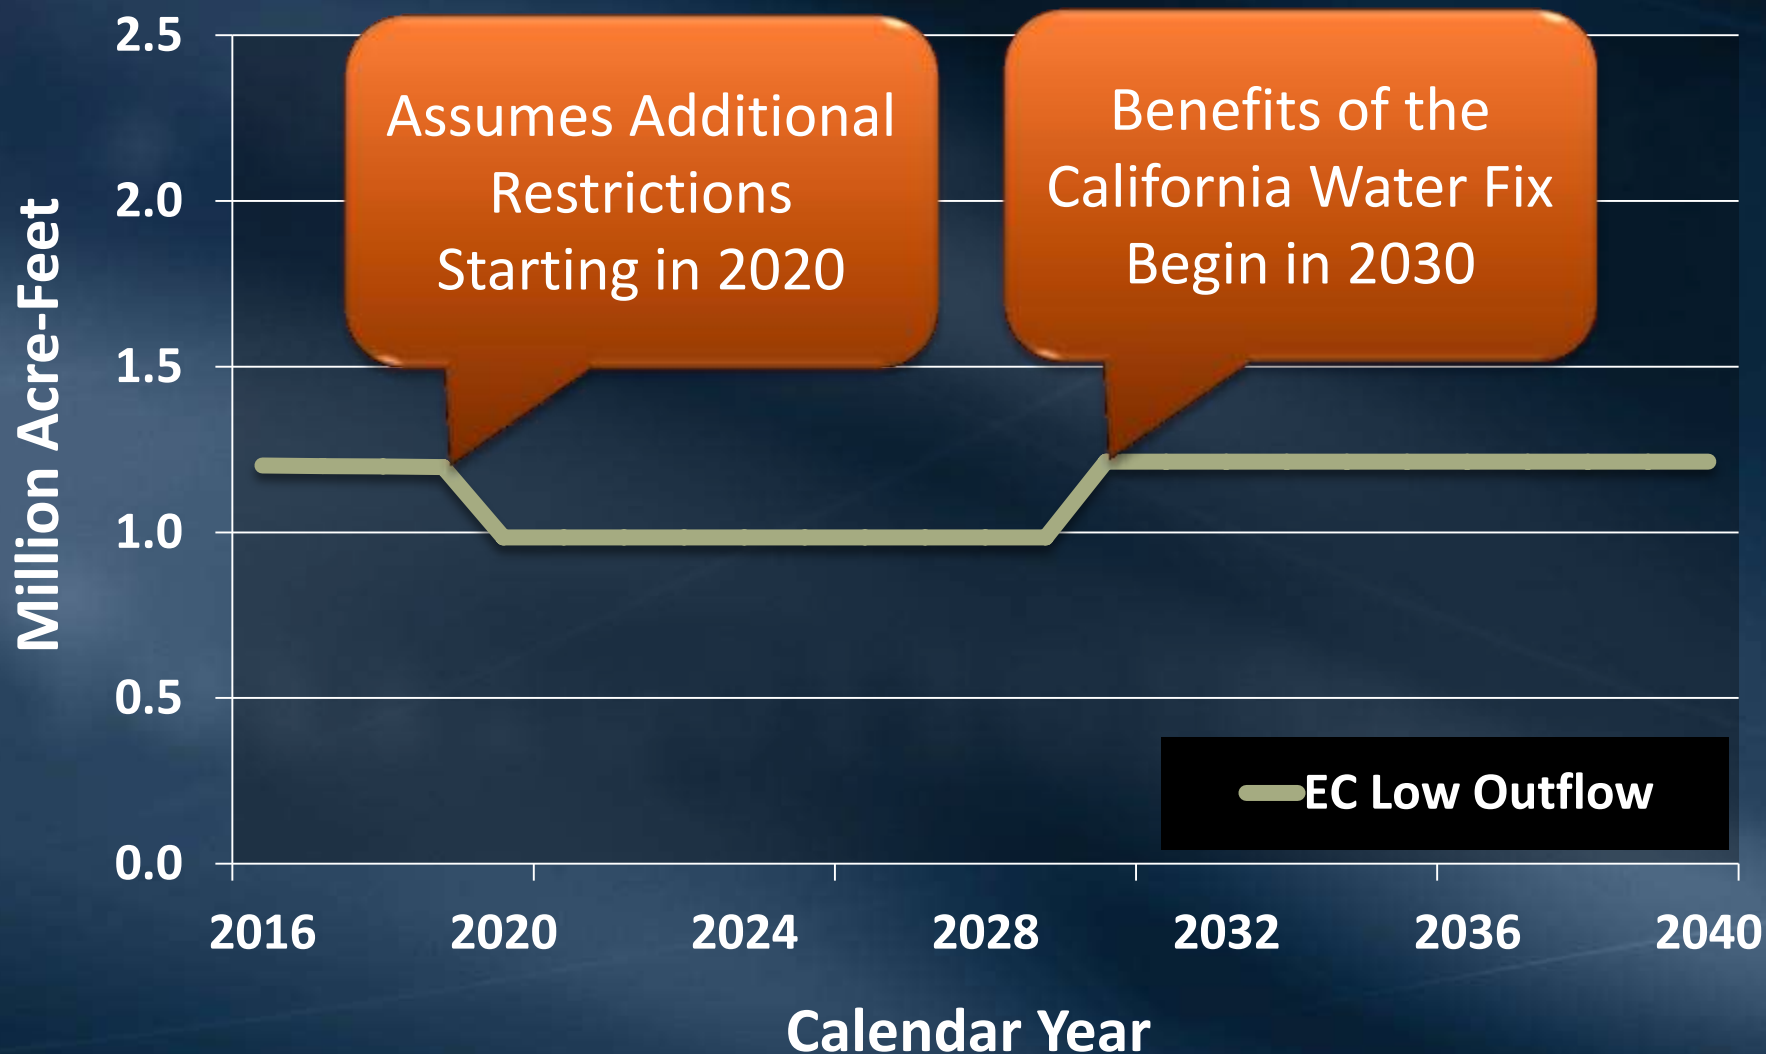 Assumes Additional
Restrictions
Starting in 2020
Benefits of the
California Water Fix
Begin in 2030
Million Acre-Feet
2.5
2.0
1.5
1.0
0.5
0.0
EC Low Outflow
2016 2020 2024 2028 2032 2036 2040
Calendar Year